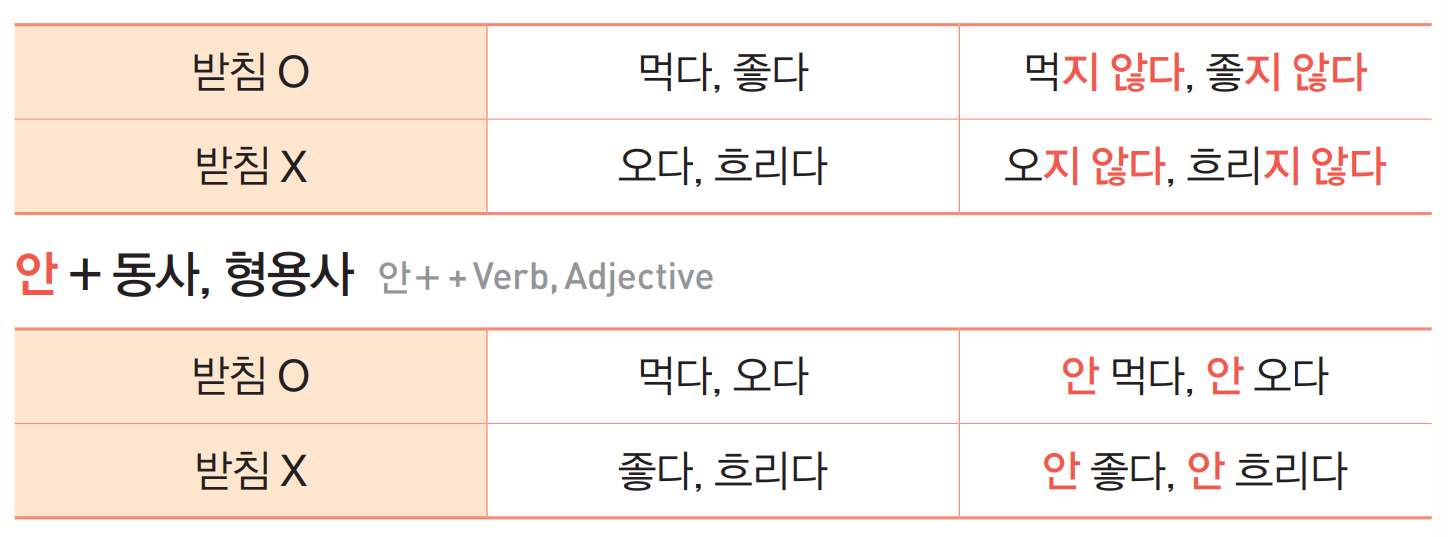 받침 O 먹다, 좋다 먹지 않다, 좋지 않다
받침 X 오다, 흐리다 오지 않다, 흐리지 않다
안 + 동사, 형용사 안+ + Verb, Adjective
받침 O 먹다, 오다 안 먹다, 안 오다
받침 X 좋다, 흐리다 안 좋다, 안 흐리다